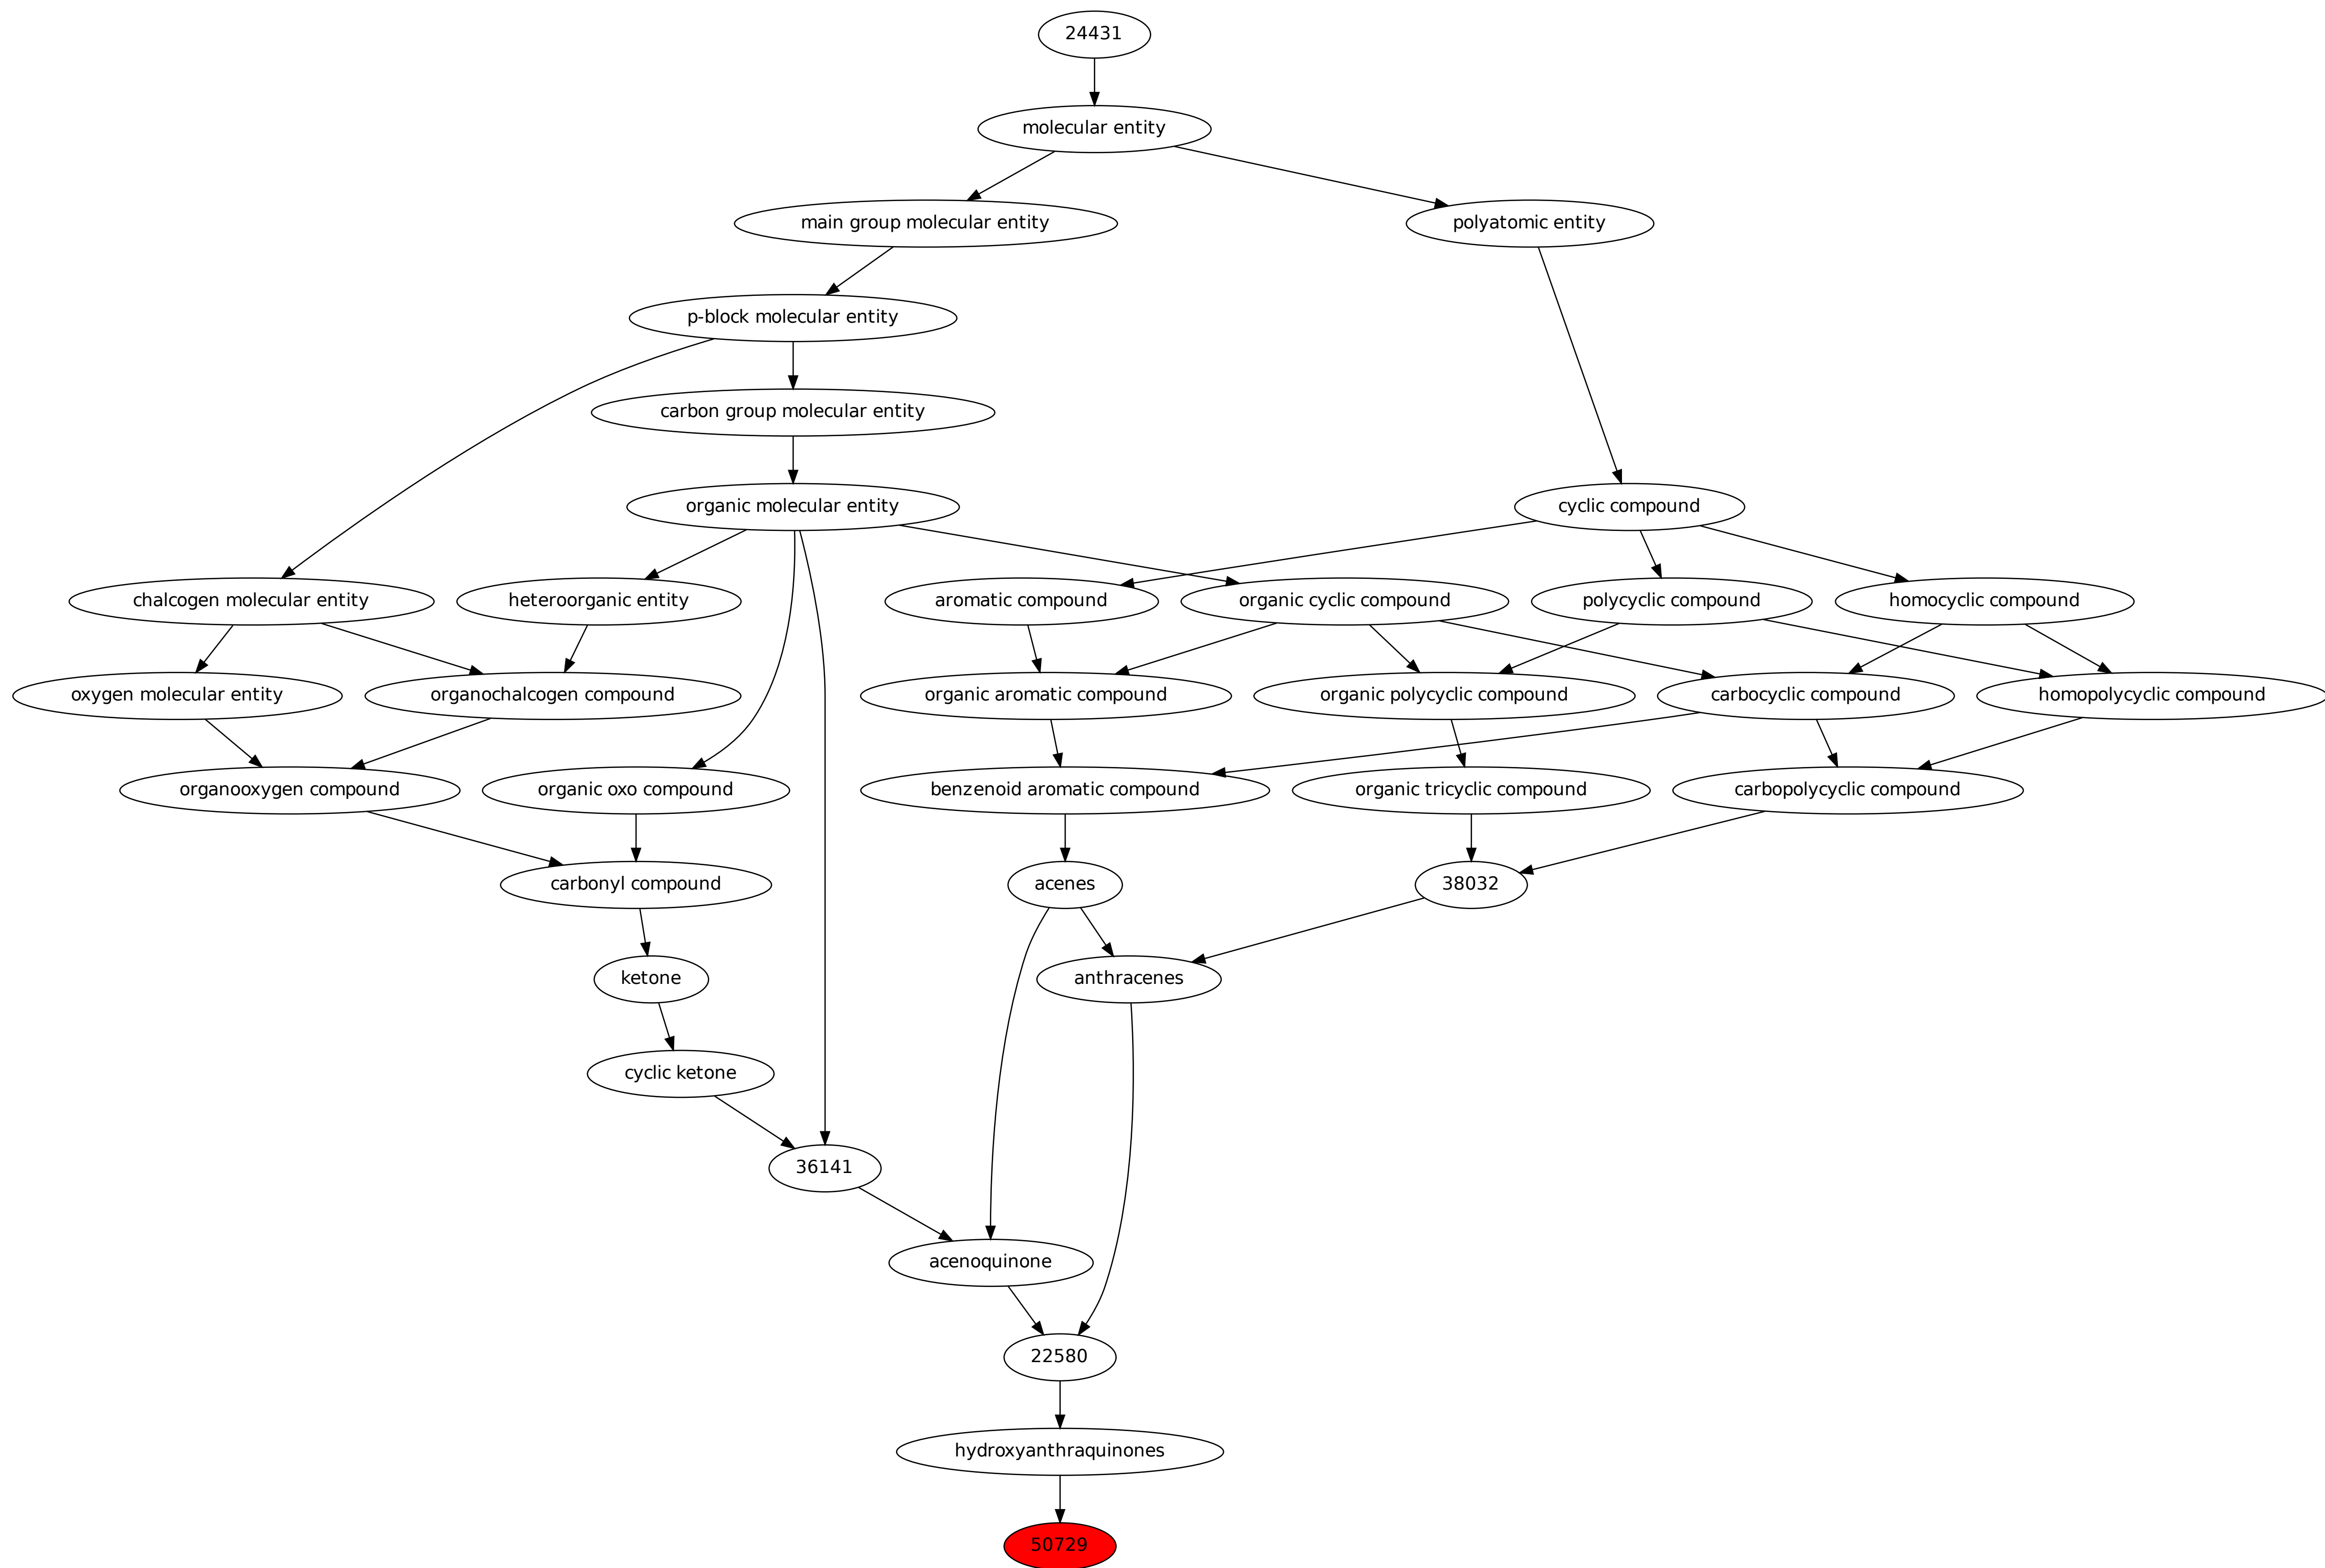 24431
molecular entity
main group molecular entity
polyatomic entity
p-block molecular entity
carbon group molecular entity
organic molecular entity
cyclic compound
chalcogen molecular entity
heteroorganic entity
aromatic compound
organic cyclic compound
polycyclic compound
homocyclic compound
oxygen molecular entity
organochalcogen compound
organic aromatic compound
organic polycyclic compound
carbocyclic compound
homopolycyclic compound
organooxygen compound
organic oxo compound
benzenoid aromatic compound
organic tricyclic compound
carbopolycyclic compound
carbonyl compound
acenes
38032
ketone
anthracenes
cyclic ketone
36141
acenoquinone
22580
hydroxyanthraquinones
50729